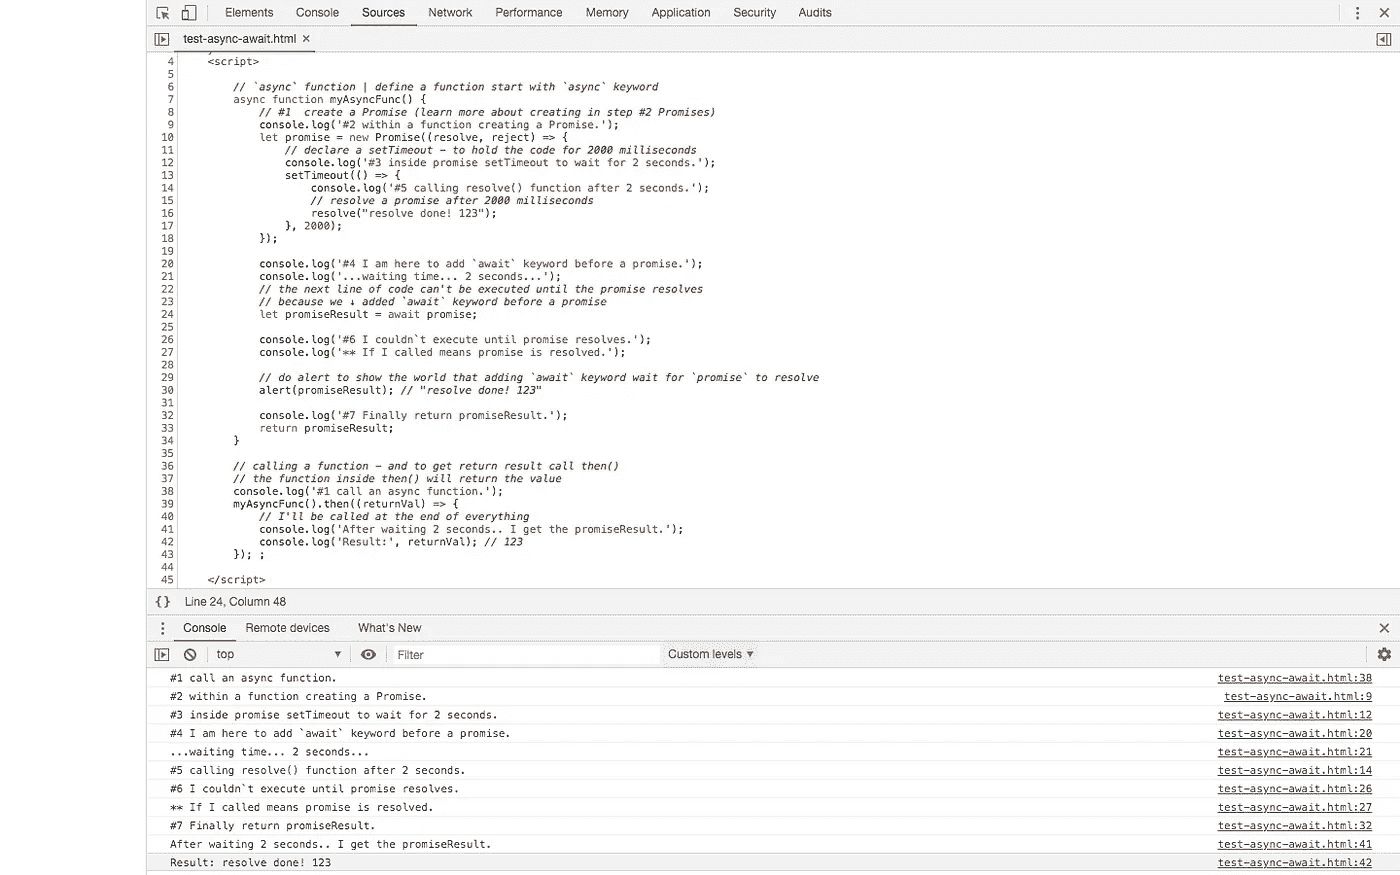 Elements Console Sources Network Performance Memory Application Security Audits
test-async-await.html ×
4 <script>
5
6 // `async` function | define a function start with `async` keyword
7 async function myAsyncFunc() {
8 // #1  create a Promise (learn more about creating in step #2 Promises)
9 console.log('#2 within a function creating a Promise.');
10 let promise = new Promise((resolve, reject) => {
11 // declare a setTimeout - to hold the code for 2000 milliseconds
12 console.log('#3 inside promise setTimeout to wait for 2 seconds.');
13 setTimeout(() => {
14 console.log('#5 calling resolve() function after 2 seconds.');
15 // resolve a promise after 2000 milliseconds
16 resolve("resolve done! 123");
17 }, 2000);
18 });
19
20 console.log('#4 I am here to add `await` keyword before a promise.');
21 console.log('...waiting time... 2 seconds...');
22 // the next line of code can't be executed until the promise resolves
23 // because we ↓ added `await` keyword before a promise
24 let promiseResult = await promise;
25
26 console.log('#6 I couldn`t execute until promise resolves.');
27 console.log('** If I called means promise is resolved.');
28
29 // do alert to show the world that adding `await` keyword wait for `promise` to resolve
30 alert(promiseResult); // "resolve done! 123"
31
32 console.log('#7 Finally return promiseResult.');
33 return promiseResult;
34 }
35
36 // calling a function - and to get return result call then()
37 // the function inside then() will return the value
38 console.log('#1 call an async function.');
39 myAsyncFunc().then((returnVal) => {
40 // I'll be called at the end of everything
41 console.log('After waiting 2 seconds.. I get the promiseResult.');
42 console.log('Result:', returnVal); // 123
43 }); ;
44
45 </script>
{} Line 24, Column 48
Console Remote devices What's New
top Filter Custom levels ▼
#1 call an async function. test-async-await.html:38
#2 within a function creating a Promise. test-async-await.html:9
#3 inside promise setTimeout to wait for 2 seconds. test-async-await.html:12
#4 I am here to add `await` keyword before a promise. test-async-await.html:20
...waiting time... 2 seconds... test-async-await.html:21
#5 calling resolve() function after 2 seconds. test-async-await.html:14
#6 I couldn`t execute until promise resolves. test-async-await.html:26
** If I called means promise is resolved. test-async-await.html:27
#7 Finally return promiseResult. test-async-await.html:32
After waiting 2 seconds.. I get the promiseResult. test-async-await.html:41
Result: resolve done! 123 test-async-await.html:42